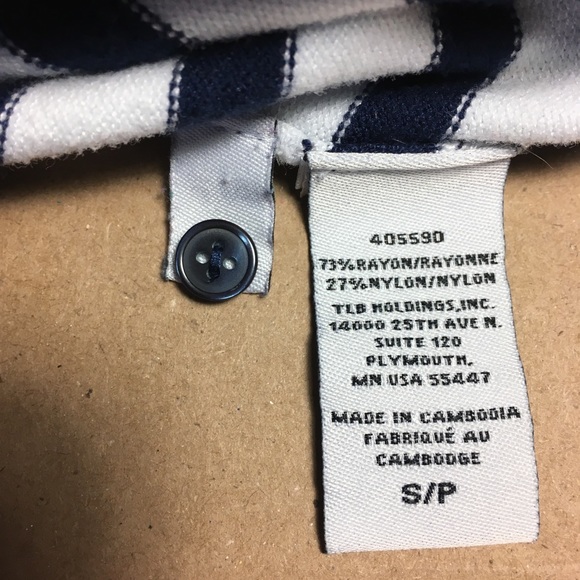 405590
73%RAYON/RAYONNE
27%NYLON/NYLON
TLB HOLDINGS,INC.
14000 25TH AVE N.
SUITE 120
PLYMOUTH,
MN USA 55447
MADE IN CAMBODIA
FABRIQUÉ AU
CAMBODGE
S/P